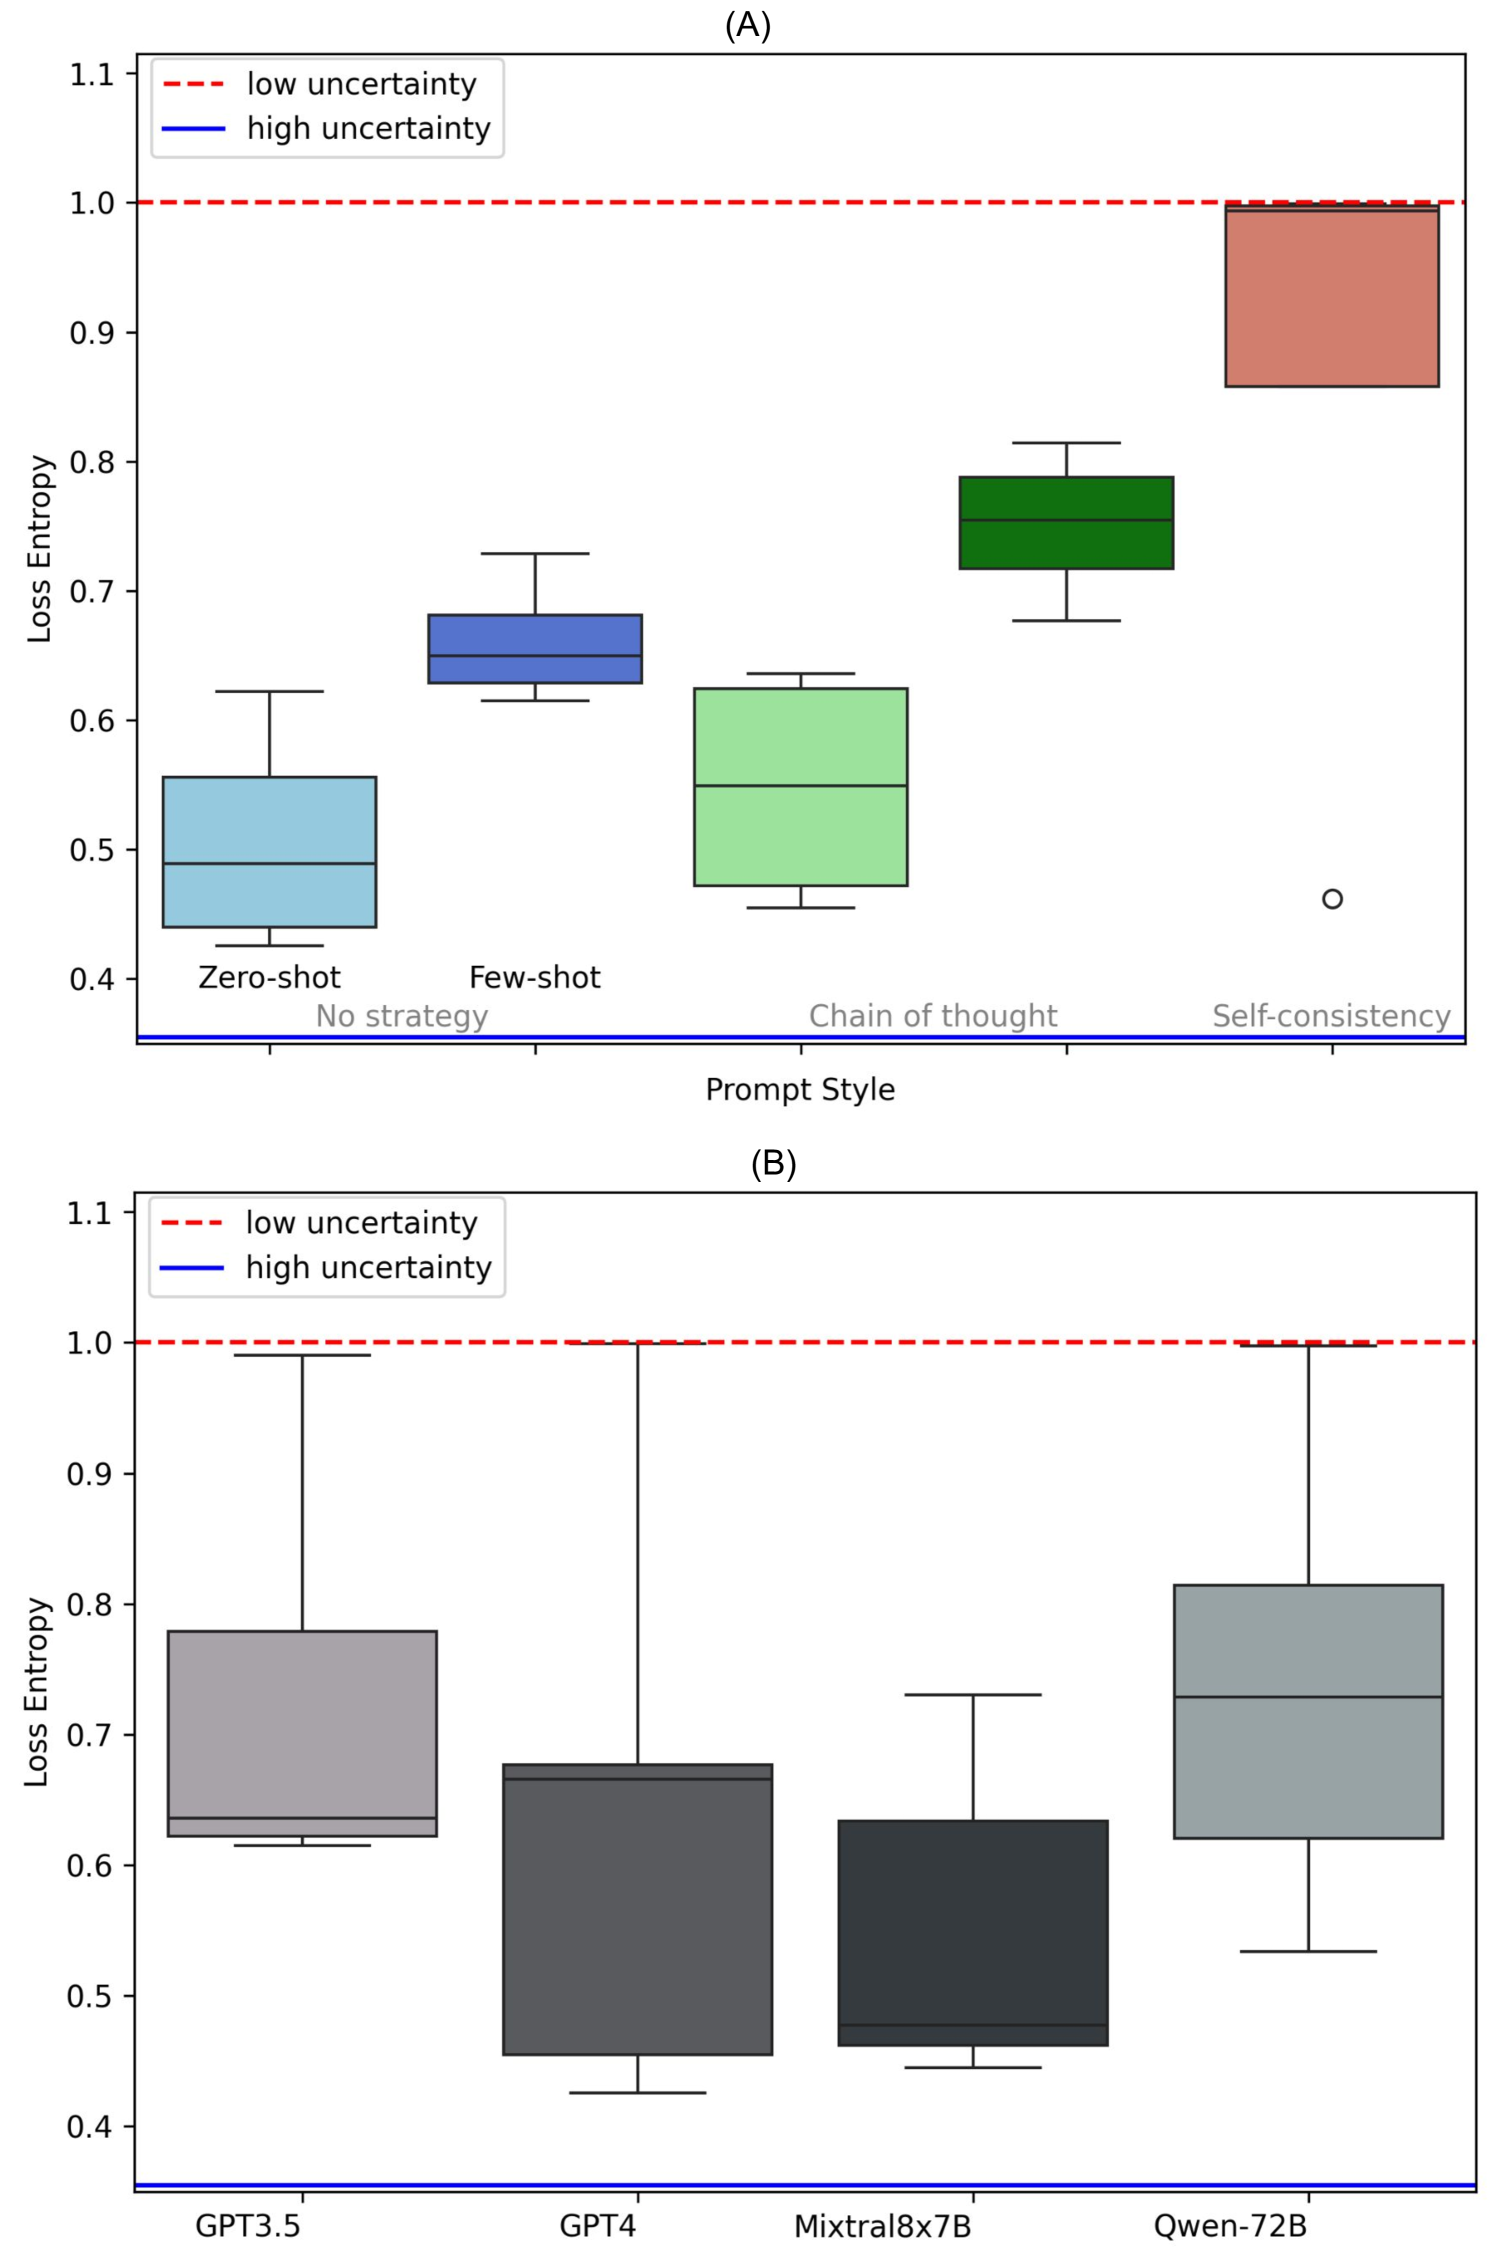 (A)
low uncertainty
high uncertainty
1.1
1.0
0.9
0.8
0.7
0.6
0.5
0.4
Loss Entropy
Zero-shot Few-shot
No strategy Chain of thought Self-consistency
Prompt Style
(B)
low uncertainty
high uncertainty
1.1
1.0
0.9
0.8
0.7
0.6
0.5
0.4
Loss Entropy
GPT3.5 GPT4 Mixtral8x7B Qwen-72B